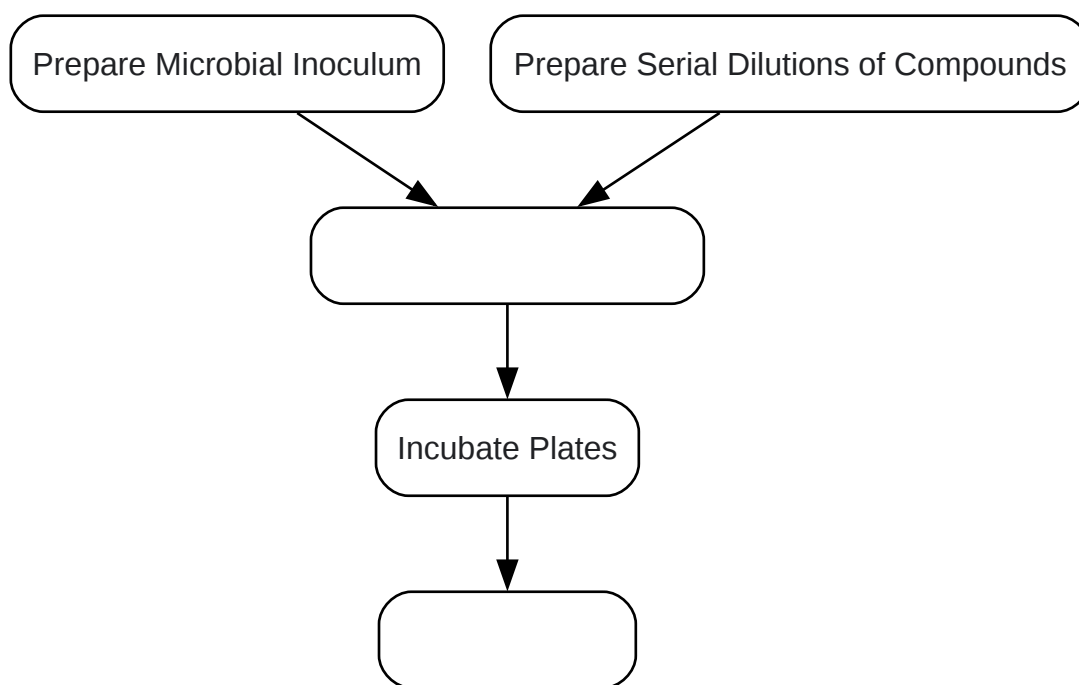 Prepare Microbial Inoculum
Prepare Serial Dilutions of Compounds
Incubate Plates